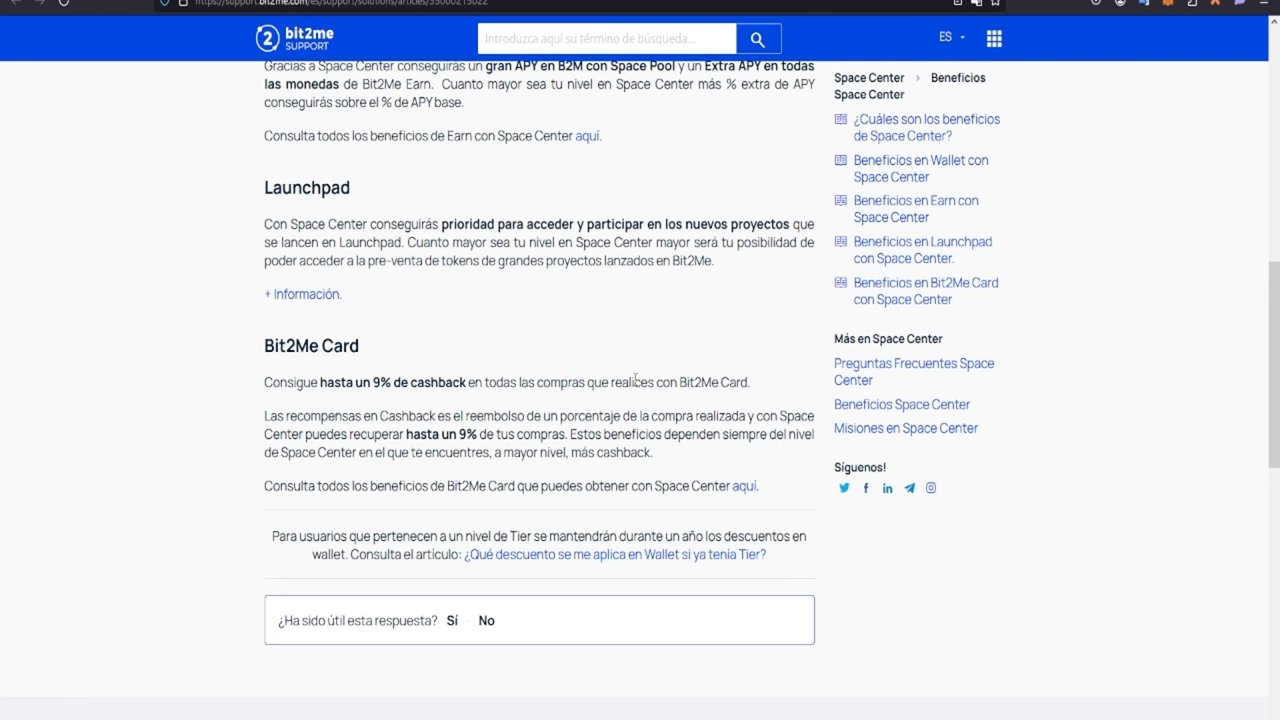 https://support.bit2me.com/es/support/solutions/articles/35000215022
bit2me
SUPPORT
Introduzca aquí su término de búsqueda...
ES
Gracias a Space Center conseguirás un gran APY en B2M con Space Pool y un Extra APY en todas
las monedas de Bit2Me Earn. Cuanto mayor sea tu nivel en Space Center más % extra de APY
conseguirás sobre el % de APY base.
Consulta todos los beneficios de Earn con Space Center aquí.
Launchpad
Con Space Center conseguirás prioridad para acceder y participar en los nuevos proyectos que
se lancen en Launchpad. Cuanto mayor sea tu nivel en Space Center mayor será tu posibilidad de
poder acceder a la pre-venta de tokens de grandes proyectos lanzados en Bit2Me.
+ Información.
Bit2Me Card
Consigue hasta un 9% de cashback en todas las compras que realices con Bit2Me Card.
Las recompensas en Cashback es el reembolso de un porcentaje de la compra realizada y con Space
Center puedes recuperar hasta un 9% de tus compras. Estos beneficios dependen siempre del nivel
de Space Center en el que te encuentres, a mayor nivel, más cashback.
Consulta todos los beneficios de Bit2Me Card que puedes obtener con Space Center aquí.
Para usuarios que pertenecen a un nivel de Tier se mantendrán durante un año los descuentos en
wallet. Consulta el artículo: ¿Qué descuento se me aplica en Wallet si ya tenía Tier?
¿Ha sido útil esta respuesta? Sí No
Space Center > Beneficios
Space Center
¿Cuáles son los beneficios
de Space Center?
Beneficios en Wallet con
Space Center
Beneficios en Earn con
Space Center
Beneficios en Launchpad
con Space Center.
Beneficios en Bit2Me Card
con Space Center
Más en Space Center
Preguntas Frecuentes Space
Center
Beneficios Space Center
Misiones en Space Center
Síguenos!